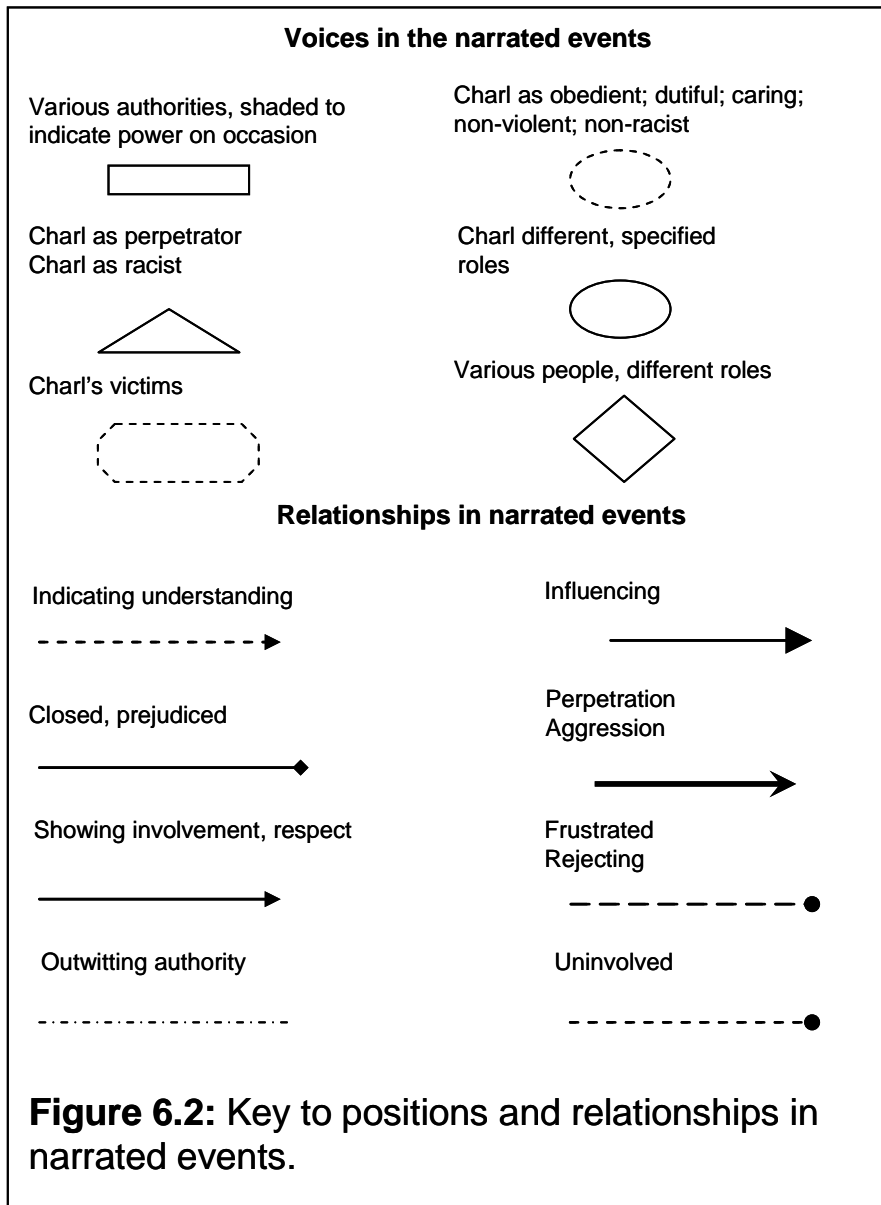 Voices in the narrated events
Various authorities, shaded to
indicate power on occasion
Charl as obedient; dutiful; caring;
non-violent; non-racist
Charl as perpetrator
Charl as racist
Charl different, specified
roles
Charl's victims
Various people, different roles
Relationships in narrated events
Indicating understanding
Influencing
Closed, prejudiced
Perpetration
Aggression
Showing involvement, respect
Frustrated
Rejecting
Outwitting authority
Uninvolved
Figure 6.2: Key to positions and relationships in
narrated events.